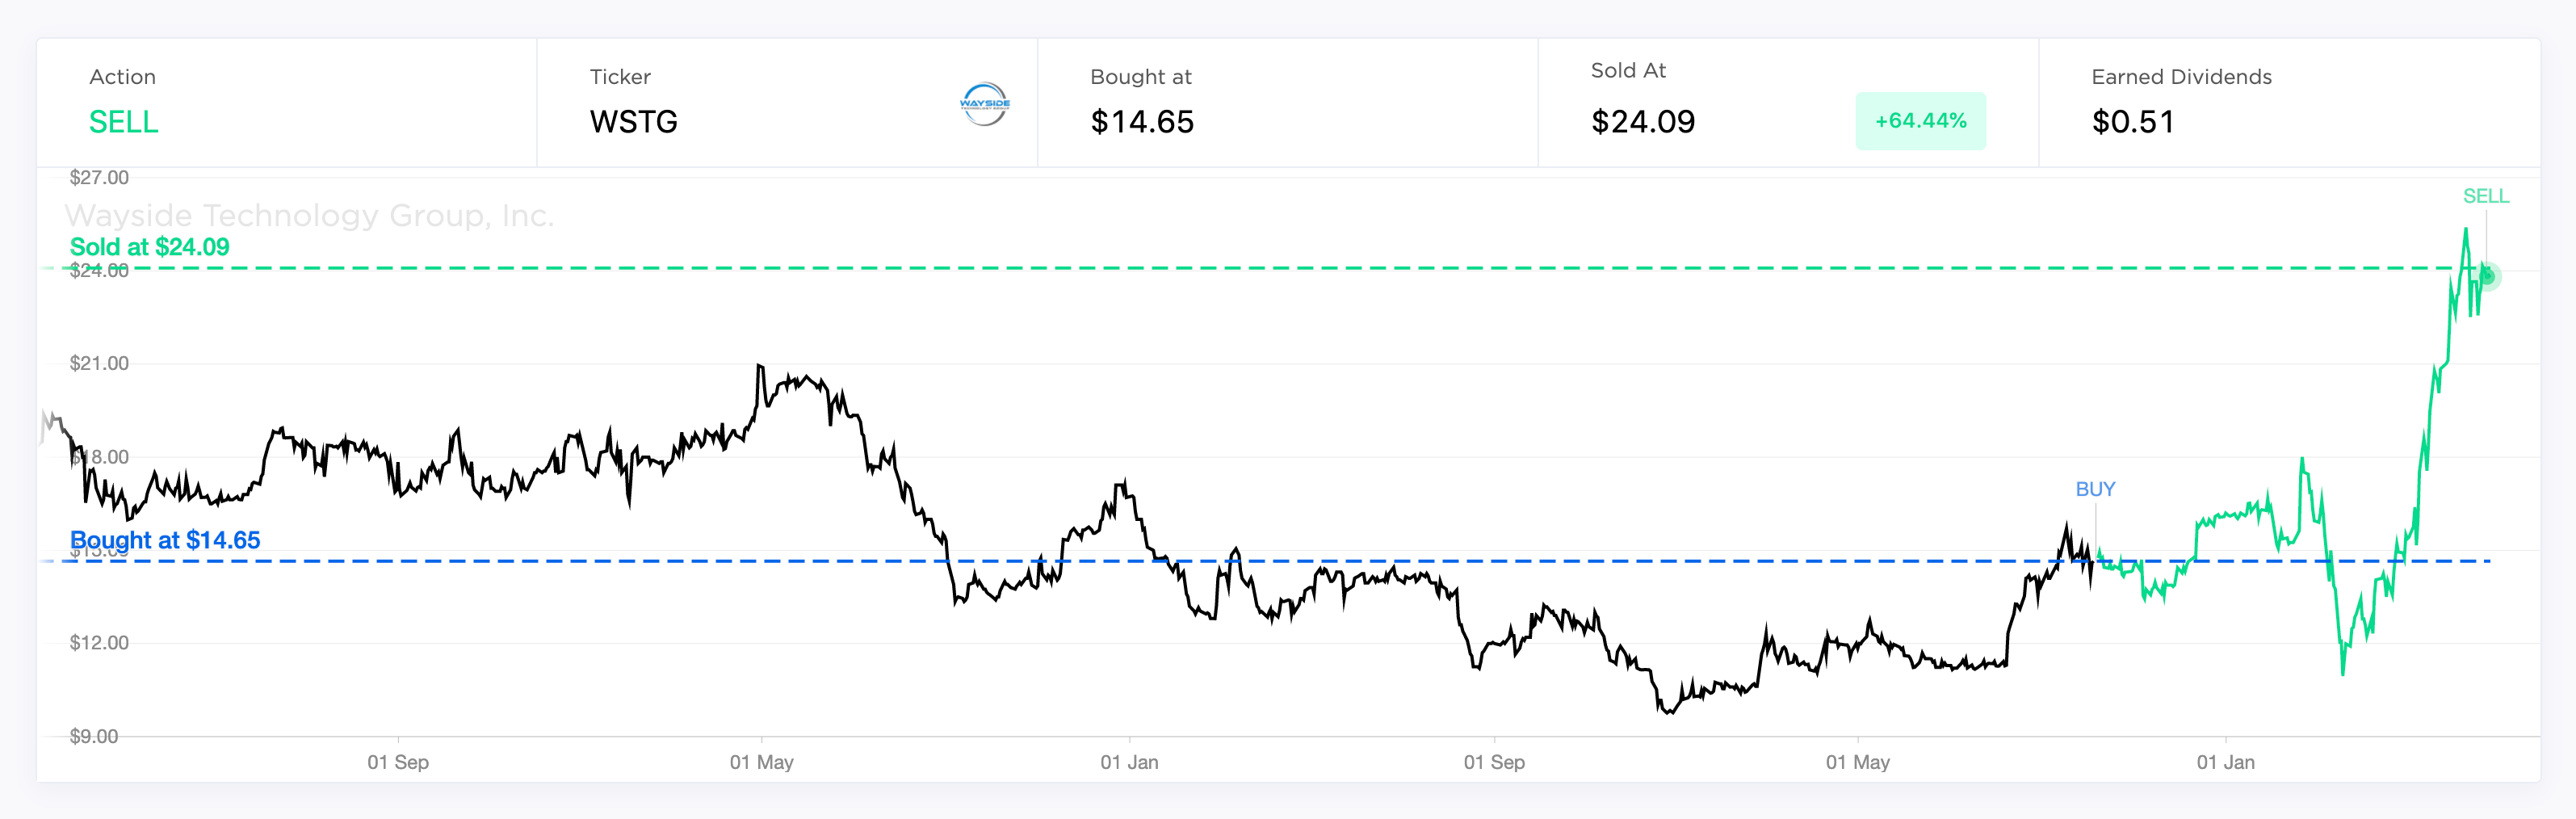 Action
SELL
Ticker
WSTG
WAYSIDE
TECHNOLOGY GROUP, INC.
Bought at
$14.65
Sold At
$24.09
+64.44%
Earned Dividends
$0.51
$27.00
Wayside Technology Group, Inc.
SELL
Sold at $24.09
$24.00
$21.00
$18.00
BUY
Bought at $14.65
$12.00
$9.00
01 Sep
01 May
01 Jan
01 Sep
01 May
01 Jan